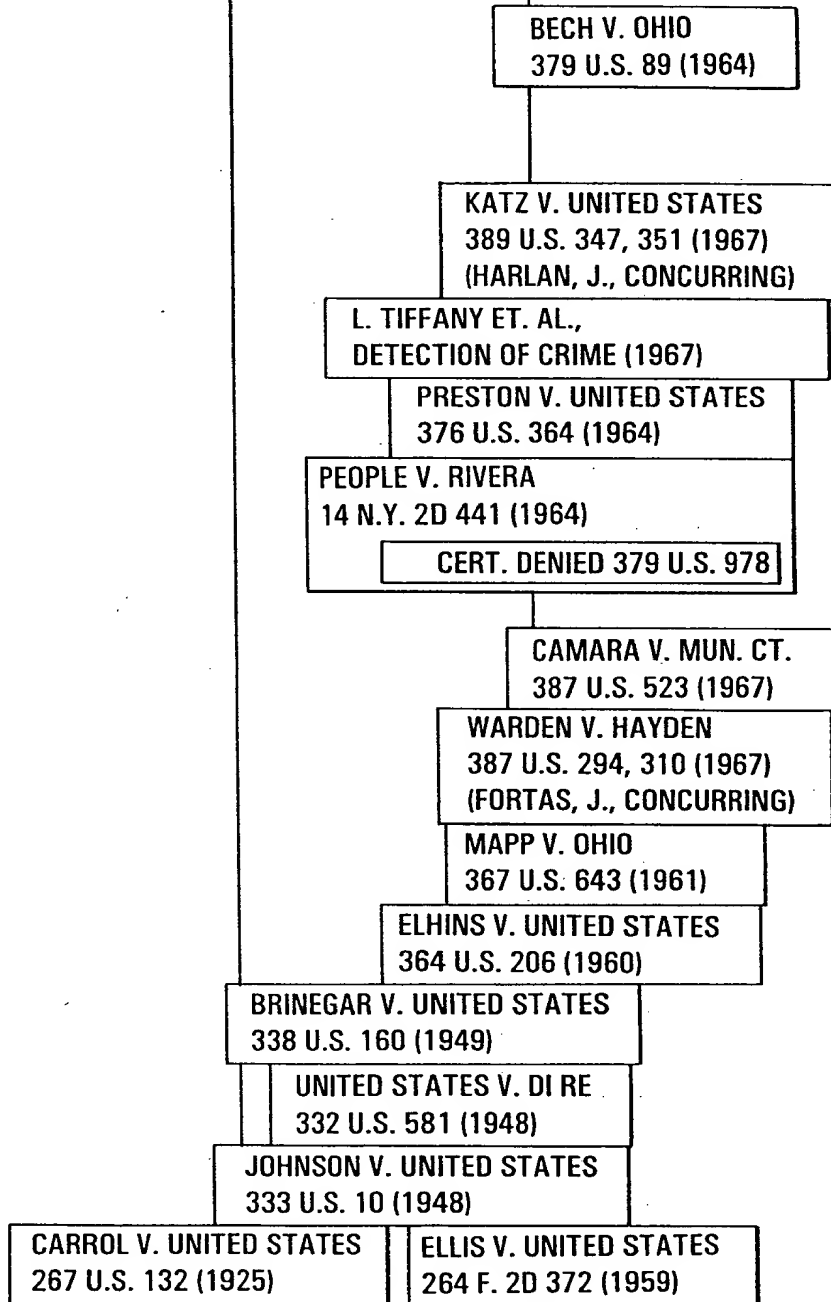 BECH V. OHIO
379 U.S. 89 (1964)
KATZ V. UNITED STATES
389 U.S. 347, 351 (1967)
(HARLAN, J., CONCURRING)
L. TIFFANY ET. AL.,
DETECTION OF CRIME (1967)
PRESTON V. UNITED STATES
376 U.S. 364 (1964)
PEOPLE V. RIVERA
14 N.Y. 2D 441 (1964)
CERT. DENIED 379 U.S. 978
CAMARA V. MUN. CT.
387 U.S. 523 (1967)
WARDEN V. HAYDEN
387 U.S. 294, 310 (1967)
(FORTAS, J., CONCURRING)
MAPP V. OHIO
367 U.S. 643 (1961)
ELHINS V. UNITED STATES
364 U.S. 206 (1960)
BRINEGAR V. UNITED STATES
338 U.S. 160 (1949)
UNITED STATES V. DI RE
332 U.S. 581 (1948)
JOHNSON V. UNITED STATES
333 U.S. 10 (1948)
CARROL V. UNITED STATES
267 U.S. 132 (1925)
ELLIS V. UNITED STATES
264 F. 2D 372 (1959)